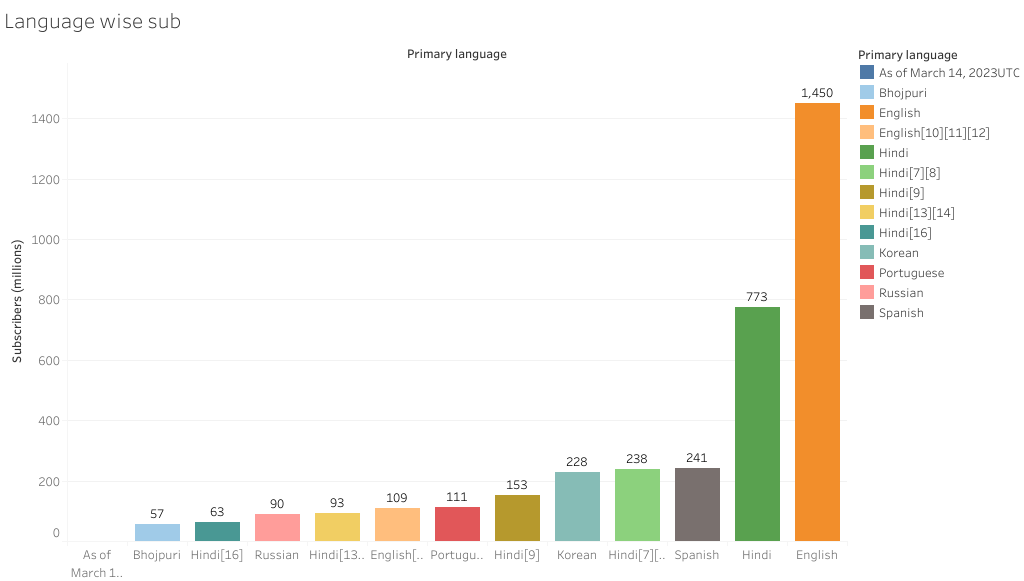 Language wise sub
Primary language
Subscribers (millions)
1400
1200
1000
800
600
400
200
0
57
63
90
93
109
111
153
228
238
241
773
1,450
As of
March 1..
Bhojpuri
Hindi[16]
Russian
Hindi[13..
English[..
Portugu..
Hindi[9]
Korean
Hindi[7][..
Spanish
Hindi
English
Primary language
As of March 14, 2023UTC
Bhojpuri
English
English[10][11][12]
Hindi
Hindi[7][8]
Hindi[9]
Hindi[13][14]
Hindi[16]
Korean
Portuguese
Russian
Spanish